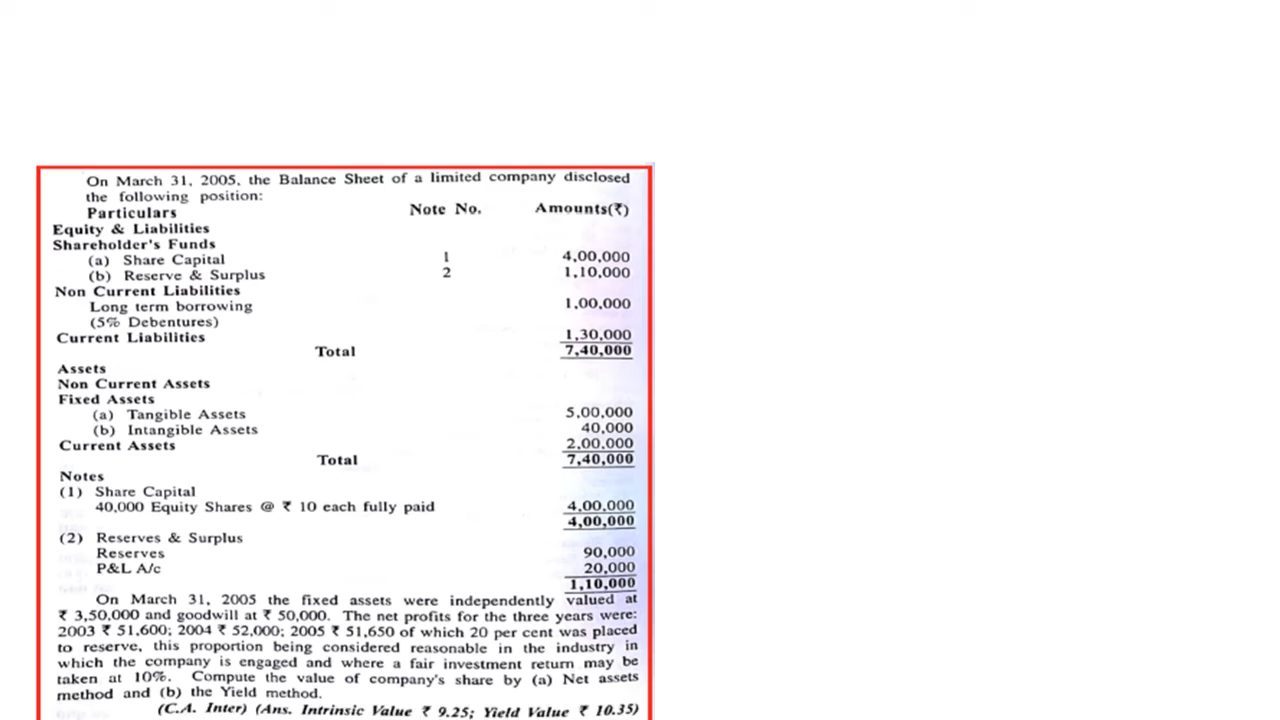 On March 31, 2005, the Balance Sheet of a limited company disclosed
the following position:
Particulars Note No. Amounts(₹)
Equity & Liabilities
Shareholder's Funds
(a) Share Capital 1 4,00,000
(b) Reserve & Surplus 2 1,10,000
Non Current Liabilities
Long term borrowing 1,00,000
(5% Debentures)
Current Liabilities 1,30,000
Total 7,40,000
Assets
Non Current Assets
Fixed Assets
(a) Tangible Assets 5,00,000
(b) Intangible Assets 40,000
Current Assets 2,00,000
Total 7,40,000
Notes
(1) Share Capital
40,000 Equity Shares @ ₹ 10 each fully paid 4,00,000
4,00,000
(2) Reserves & Surplus
Reserves 90,000
P&L A/c 20,000
1,10,000
On March 31, 2005 the fixed assets were independently valued at
₹ 3,50,000 and goodwill at ₹ 50,000. The net profits for the three years were:
2003 ₹ 51,600; 2004 ₹ 52,000; 2005 ₹ 51,650 of which 20 per cent was placed
to reserve, this proportion being considered reasonable in the industry in
which the company is engaged and where a fair investment return may be
taken at 10%. Compute the value of company's share by (a) Net assets
method and (b) the Yield method.
(C.A. Inter) (Ans. Intrinsic Value ₹ 9.25; Yield Value ₹ 10.35)